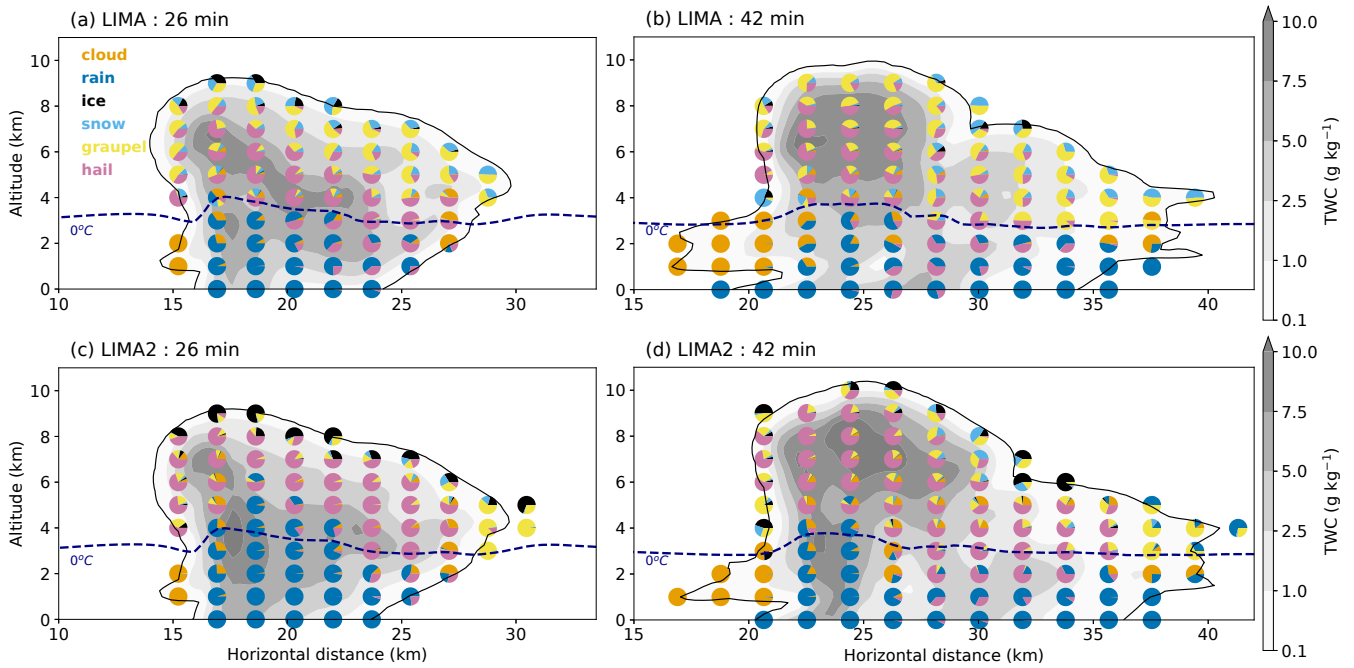 (a) LIMA : 26 min
(b) LIMA : 42 min
cloud
rain
ice
snow
graupel
hail
0°C
0°C
Altitude (km)
0
2
4
6
8
10
10
15
20
25
30
15
20
25
30
35
40
10.0
7.5
5.0
2.5
1.0
0.1
TWC (g kg⁻¹)
(c) LIMA2 : 26 min
(d) LIMA2 : 42 min
0°C
0°C
Altitude (km)
0
2
4
6
8
10
0
2
4
6
8
10
0
2
4
6
8
10
10
15
20
25
30
15
20
25
30
35
40
Horizontal distance (km)
Horizontal distance (km)
10.0
7.5
5.0
2.5
1.0
0.1
TWC (g kg⁻¹)